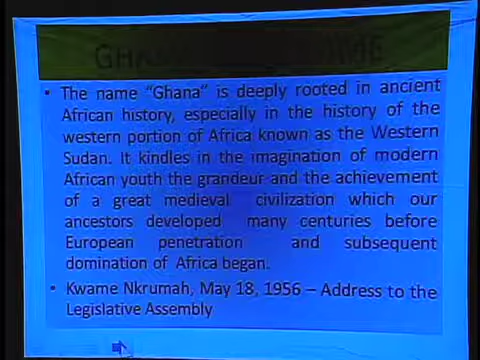 • The name “Ghana” is deeply rooted in ancient
African history, especially in the history of the
western portion of Africa known as the Western
Sudan. It kindles in the imagination of modern
African youth the grandeur and the achievement
of a great medieval civilization which our
ancestors developed many centuries before
European penetration and subsequent
domination of Africa began.
• Kwame Nkrumah, May 18, 1956 – Address to the
Legislative Assembly